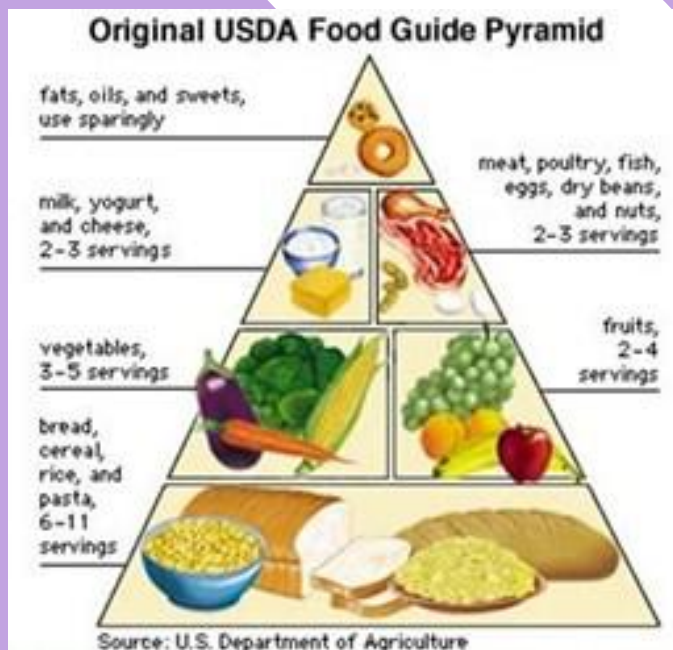 Original USDA Food Guide Pyramid
fats, oils, and sweets,
use sparingly
meat, poultry, fish,
eggs, dry beans,
and nuts,
2-3 servings
milk, yogurt,
and cheese,
2-3 servings
fruits,
2-4
servings
vegetables,
3-5 servings
bread,
cereal,
rice, and
pasta,
6-11
servings
Source: U.S. Department of Agriculture